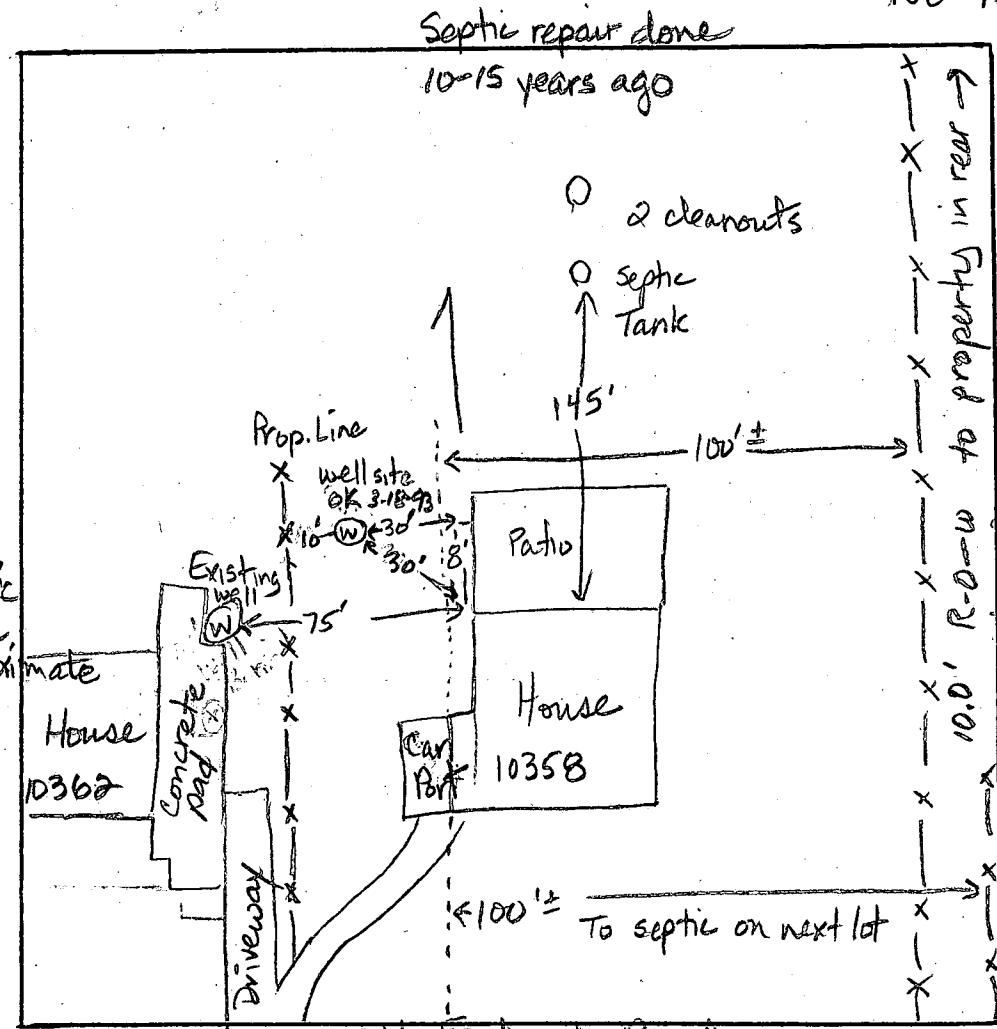 Septic repair done
10-15 years ago
2 cleanouts
septic
Tank
145'
100' ±
Prop. Line
well site
OK 3-18-93
10'
W
30'
30'
8'
Patio
Existing
well
W
75'
House
10362
Concrete
pad
House
10358
Car
Port
Driveway
100' ±
To septic on next lot
10.0' R-O-W to property in rear